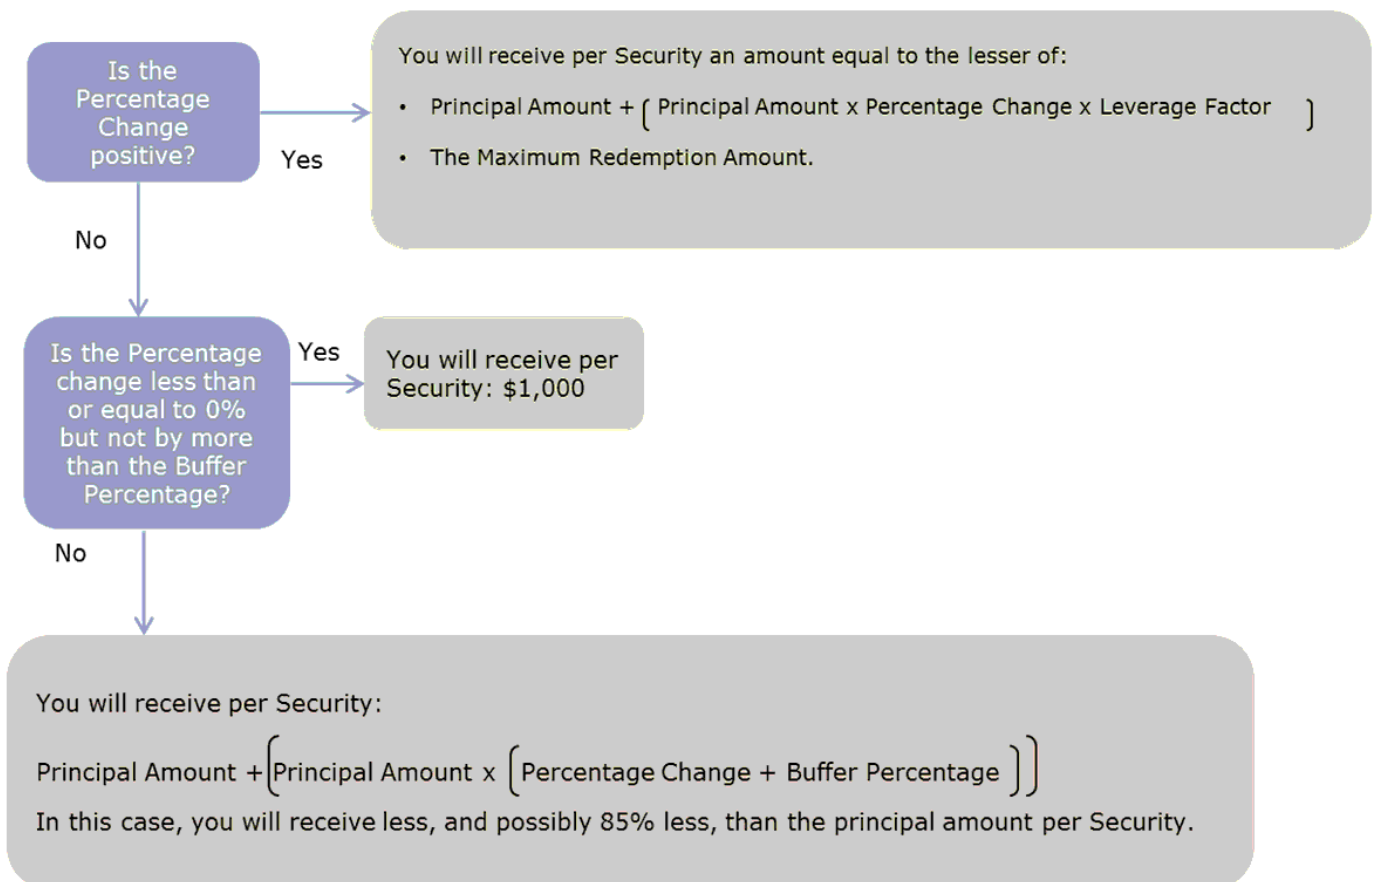 Is the
Percentage
Change
positive?
Yes
You will receive per Security an amount equal to the lesser of:
• Principal Amount + ( Principal Amount x Percentage Change x Leverage Factor )
• The Maximum Redemption Amount.
No
Is the Percentage
change less than
or equal to 0%
but not by more
than the Buffer
Percentage?
Yes
You will receive per
Security: $1,000
No
You will receive per Security:
Principal Amount + (Principal Amount x (Percentage Change + Buffer Percentage ))
In this case, you will receive less, and possibly 85% less, than the principal amount per Security.